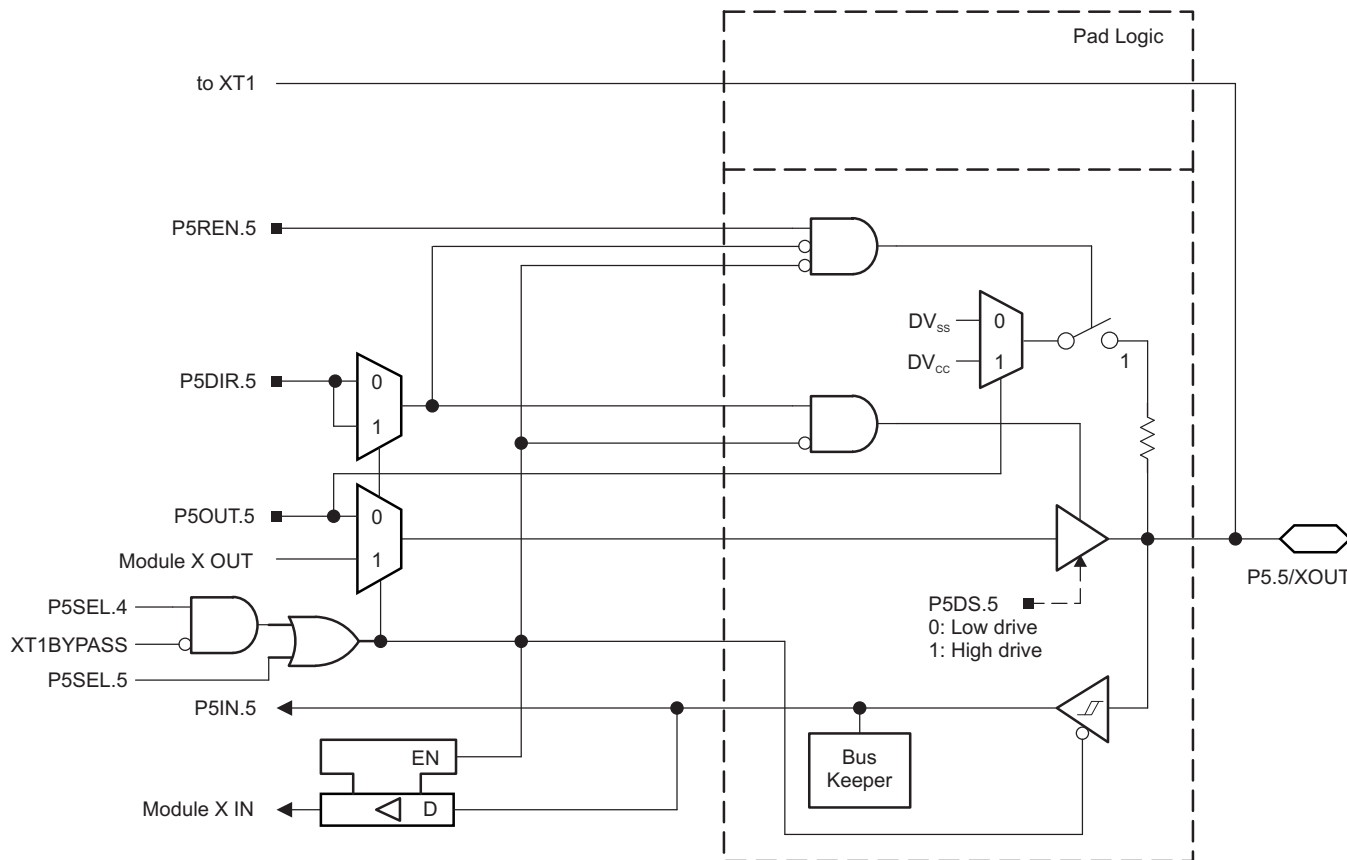 Pad Logic
to XT1
P5REN.5
DVSS
0
DVCC
1
1
P5DIR.5
0
1
P5OUT.5
0
Module X OUT
1
P5.5/XOUT
P5SEL.4
P5DS.5
0: Low drive
1: High drive
XT1BYPASS
P5SEL.5
P5IN.5
EN
Bus
Keeper
Module X IN
D